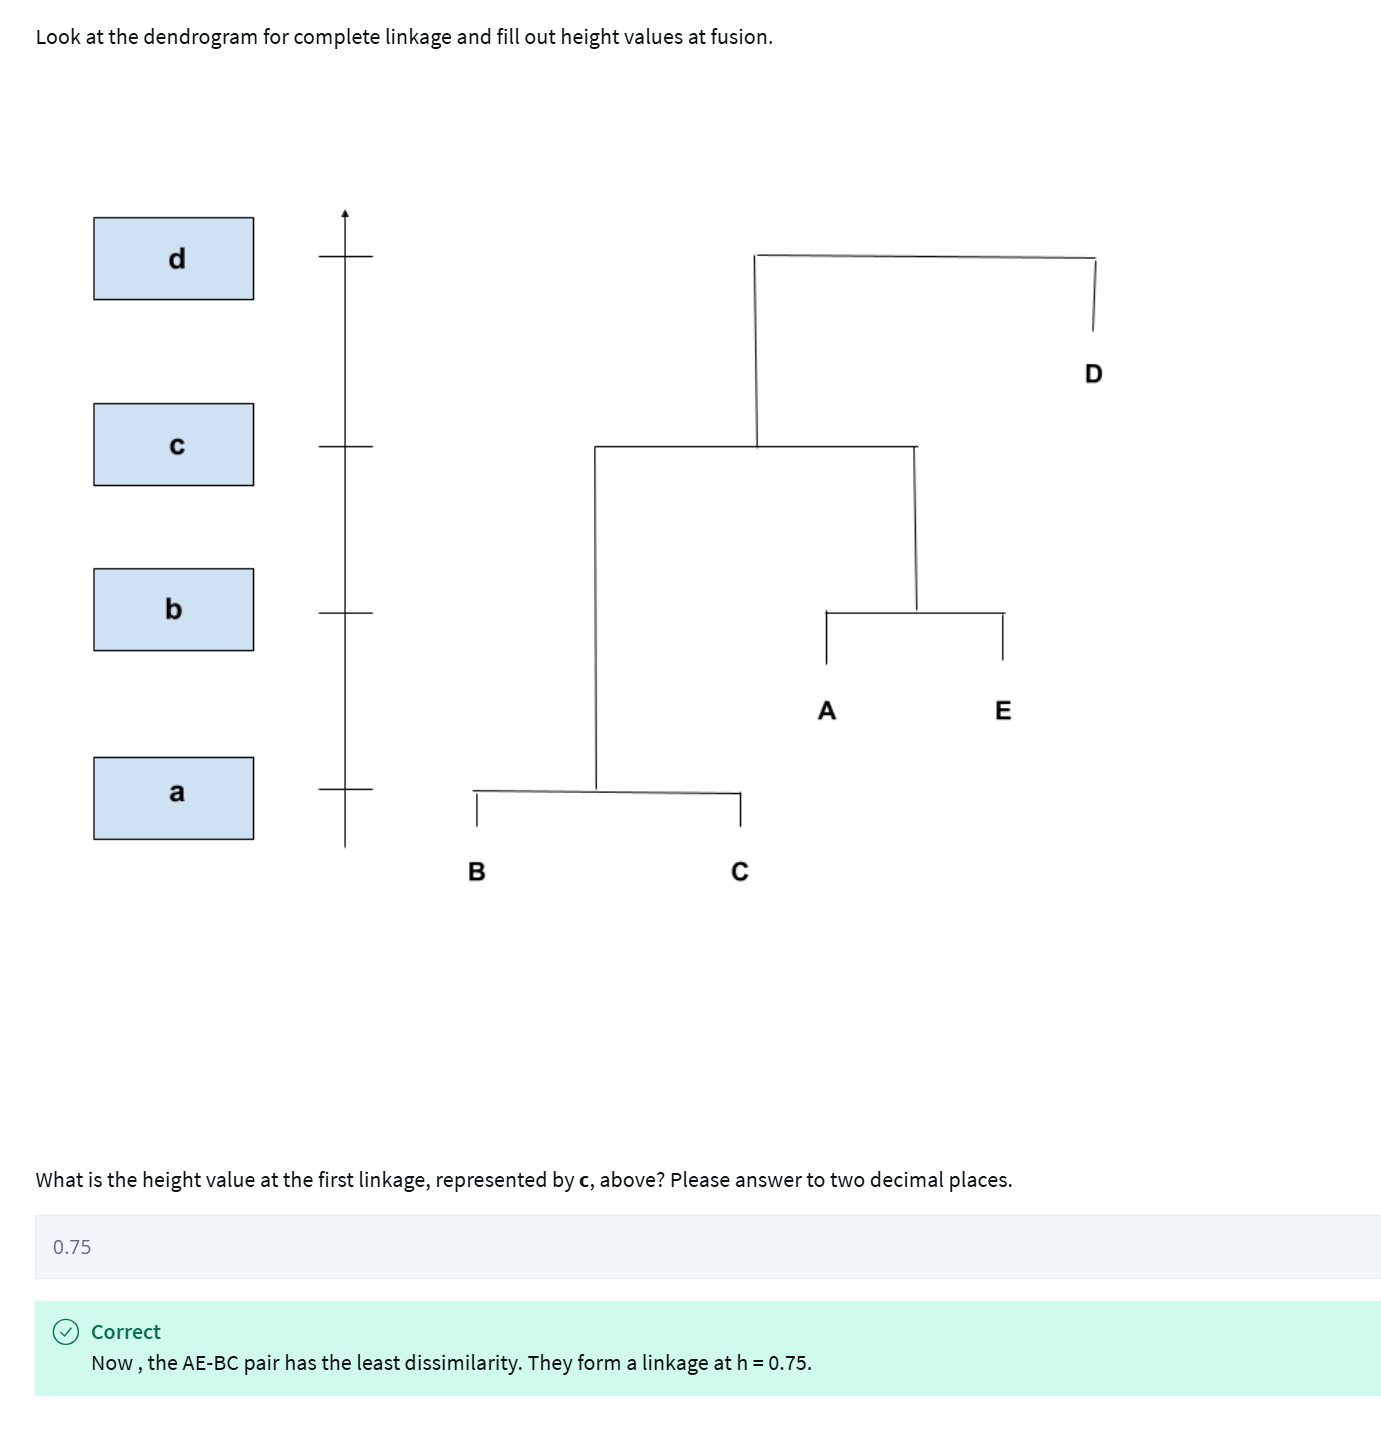 Look at the dendrogram for complete linkage and fill out height values at fusion.
d
D
c
b
A E
a
B C
What is the height value at the first linkage, represented by c, above? Please answer to two decimal places.
0.75
Correct
Now , the AE-BC pair has the least dissimilarity. They form a linkage at h = 0.75.